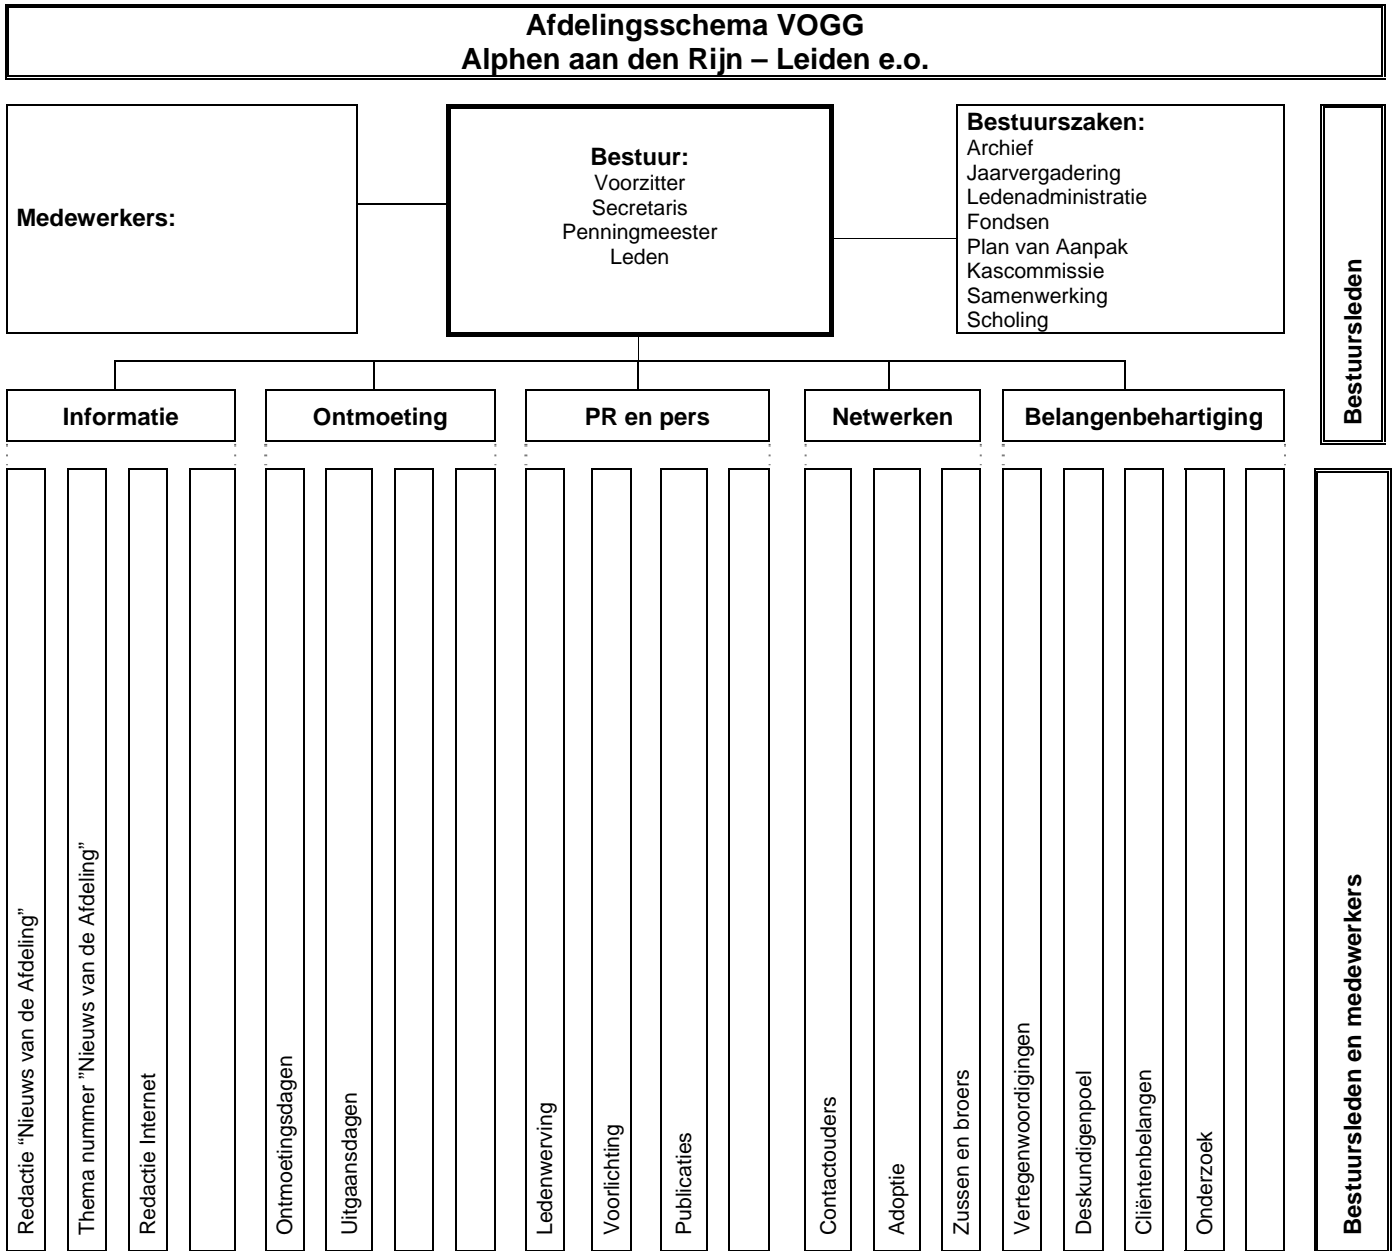 Afdelingsschema VOGG
Alphen aan den Rijn – Leiden e.o.
Medewerkers:
Bestuur:
Voorzitter
Secretaris
Penningmeester
Leden
Bestuurszaken:
Archief
Jaarvergadering
Ledenadministratie
Fondsen
Plan van Aanpak
Kascommissie
Samenwerking
Scholing
Bestuursleden
Informatie
Ontmoeting
PR en pers
Netwerken
Belangenbehartiging
Redactie “Nieuws van de Afdeling”
Thema nummer ”Nieuws van de Afdeling”
Redactie Internet
Ontmoetingsdagen
Uitgaansdagen
Ledenwerving
Voorlichting
Publicaties
Contactouders
Adoptie
Zussen en broers
Vertegenwoordigingen
Deskundigenpoel
Cliëntenbelangen
Onderzoek
Bestuursleden en medewerkers